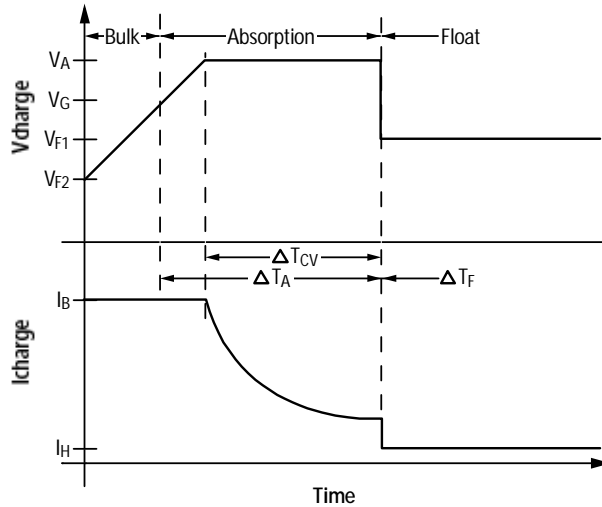 Bulk
Absorption
Float
Vcharge
VA
VG
VF1
VF2
ΔTCV
ΔTA
ΔTF
Icharge
IB
IH
Time